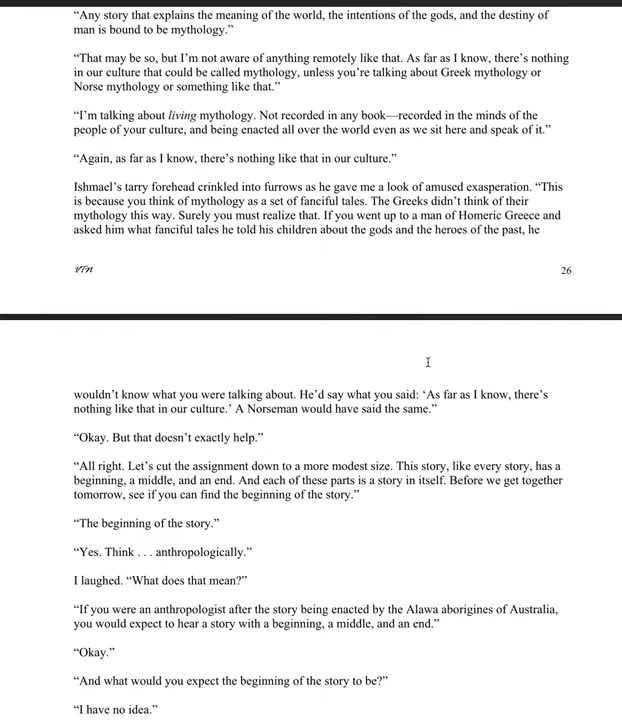 “Any story that explains the meaning of the world, the intentions of the gods, and the destiny of
man is bound to be mythology.”
“That may be so, but I’m not aware of anything remotely like that. As far as I know, there’s nothing
in our culture that could be called mythology, unless you’re talking about Greek mythology or
Norse mythology or something like that.”
“I’m talking about living mythology. Not recorded in any book—recorded in the minds of the
people of your culture, and being enacted all over the world even as we sit here and speak of it.”
“Again, as far as I know, there’s nothing like that in our culture.”
Ishmael’s tarry forehead crinkled into furrows as he gave me a look of amused exasperation. “This
is because you think of mythology as a set of fanciful tales. The Greeks didn’t think of their
mythology this way. Surely you must realize that. If you went up to a man of Homeric Greece and
asked him what fanciful tales he told his children about the gods and the heroes of the past, he
vîn 26
wouldn’t know what you were talking about. He’d say what you said: ‘As far as I know, there’s
nothing like that in our culture.’ A Norseman would have said the same.”
“Okay. But that doesn’t exactly help.”
“All right. Let’s cut the assignment down to a more modest size. This story, like every story, has a
beginning, a middle, and an end. And each of these parts is a story in itself. Before we get together
tomorrow, see if you can find the beginning of the story.”
“The beginning of the story.”
“Yes. Think . . . anthropologically.”
I laughed. “What does that mean?”
“If you were an anthropologist after the story being enacted by the Alawa aborigines of Australia,
you would expect to hear a story with a beginning, a middle, and an end.”
“Okay.”
“And what would you expect the beginning of the story to be?”
“I have no idea.”